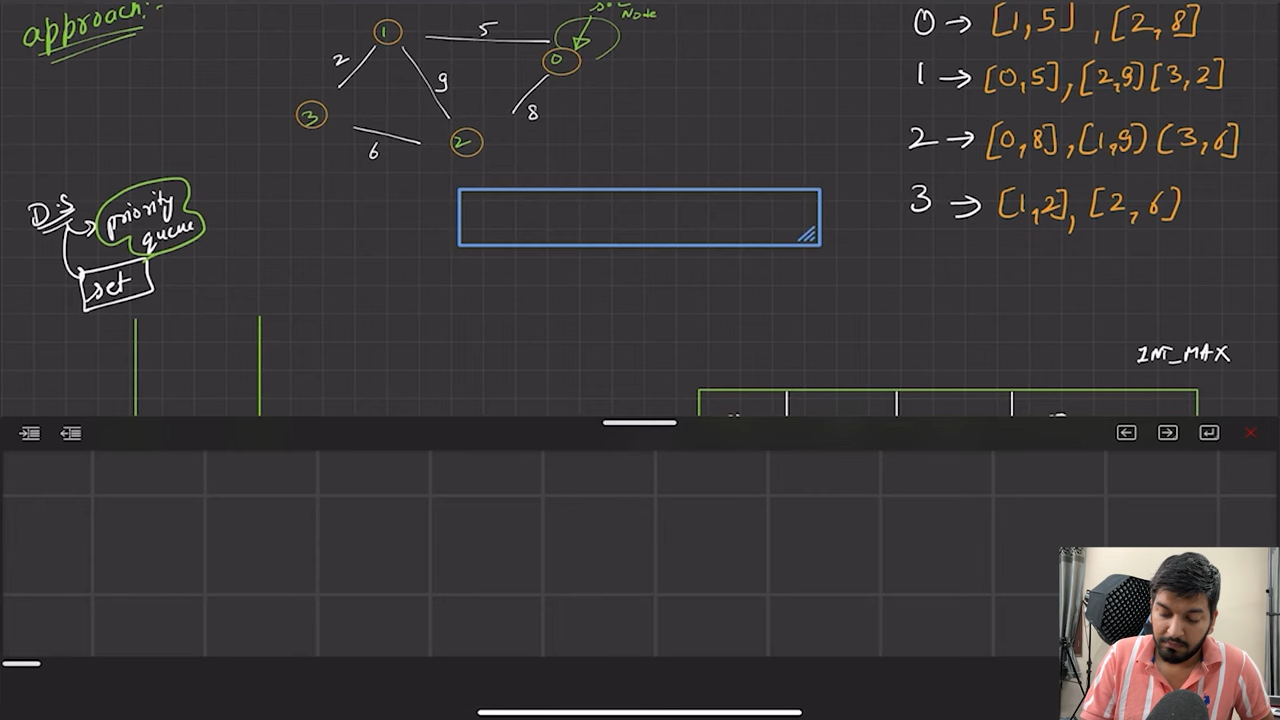 approach:
1
5
0
Node
2
9
8
3
2
6
D.S
priority
queue
set
0 → [1,5] , [2,8]
1 → [0,5], [2,9] [3,2]
2 → [0,8], [1,9) [3,6]
3 → [1,2], [2,6]
INT_MAX